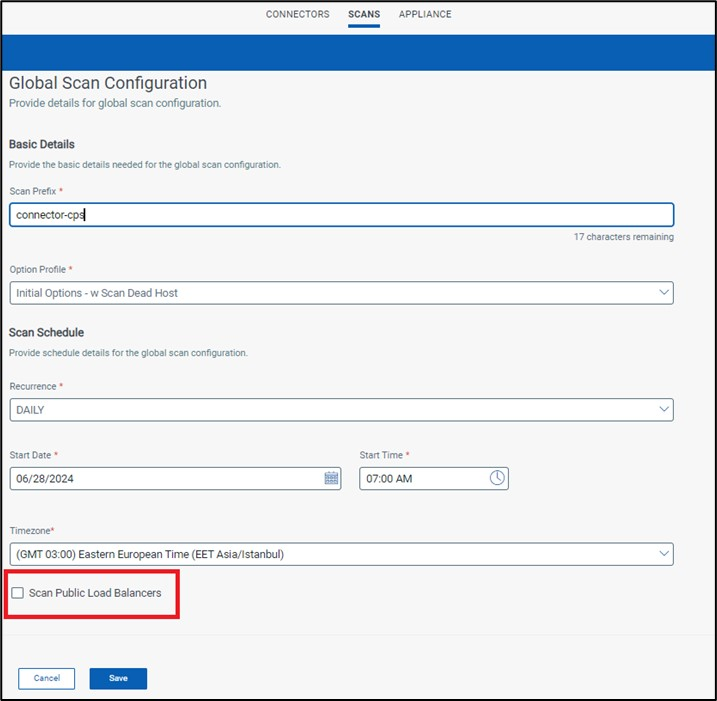 CONNECTORS SCANS APPLIANCE
Global Scan Configuration
Provide details for global scan configuration.
Basic Details
Provide the basic details needed for the global scan configuration.
Scan Prefix *
connector-cps
17 characters remaining
Option Profile *
Initial Options - w Scan Dead Host
Scan Schedule
Provide schedule details for the global scan configuration.
Recurrence *
DAILY
Start Date * Start Time *
06/28/2024 07:00 AM
Timezone*
(GMT 03:00) Eastern European Time (EET Asia/Istanbul)
Scan Public Load Balancers
Cancel Save